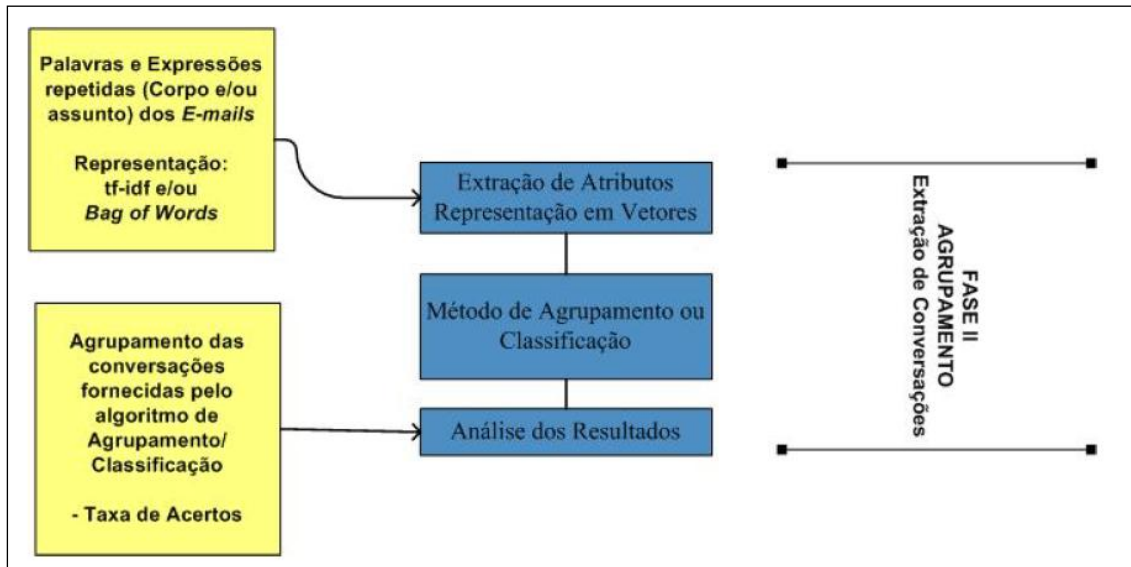 Palavras e Expressões
repetidas (Corpo e/ou
assunto) dos E-mails
Representação:
tf-idf e/ou
Bag of Words
Extração de Atributos
Representação em Vetores
Método de Agrupamento ou
Classificação
Agrupamento das
conversações
fornecidas pelo
algoritmo de
Agrupamento/
Classificação
- Taxa de Acertos
Análise dos Resultados
FASE II
AGRUPAMENTO
Extração de Conversações